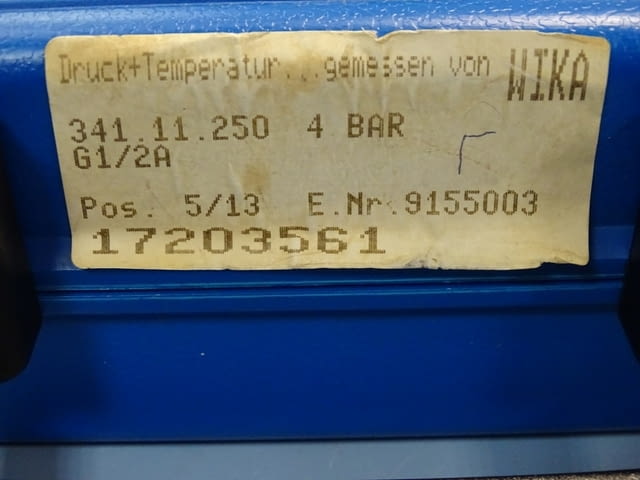 Druck+Temperatur...gemessen von WIKA
341.11.250 4 BAR
G1/2A
Pos. 5/13 E.Nr.9155003
17203561